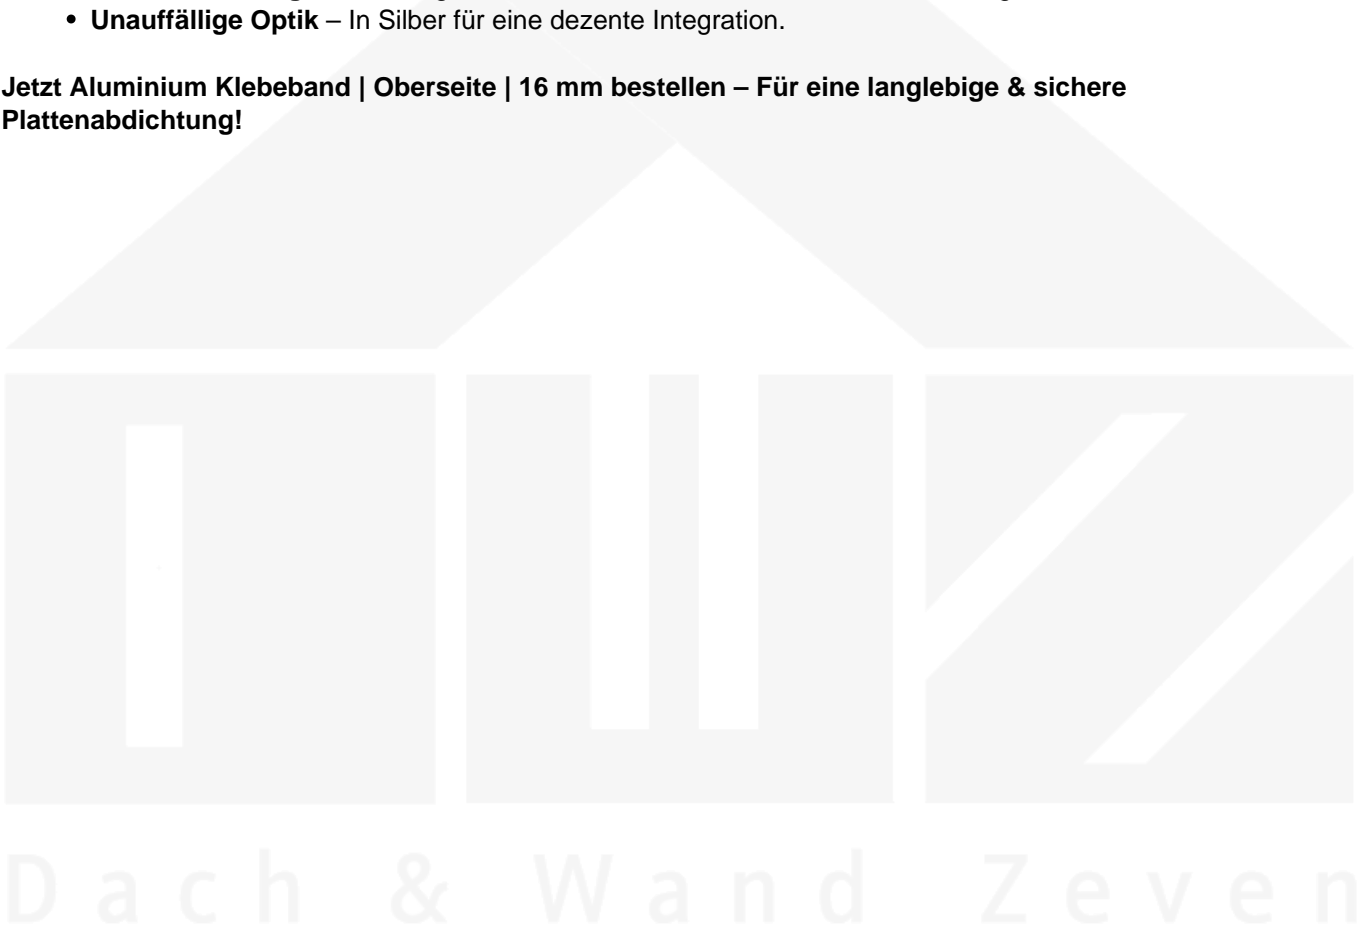 • Unauffällige Optik – In Silber für eine dezente Integration.
Jetzt Aluminium Klebeband | Oberseite | 16 mm bestellen – Für eine langlebige & sichere
Plattenabdichtung!
Dach & Wand Zeven